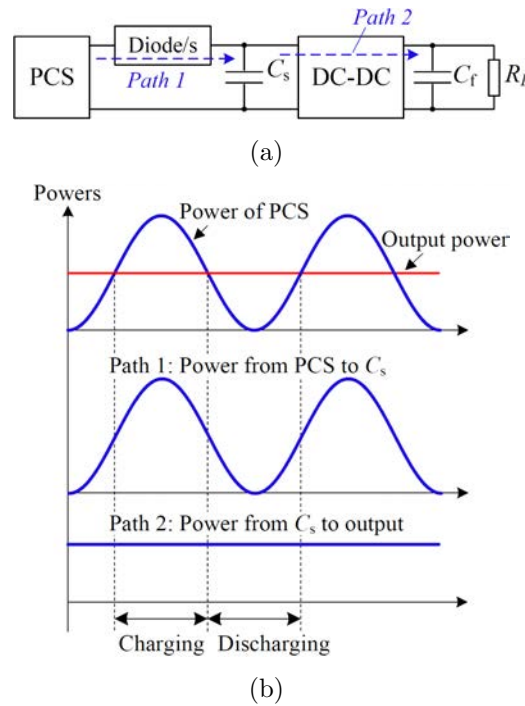 Path 2
Diode/s
PCS
Path 1
Cs
DC-DC
Cf
(a)
Powers
Power of PCS
Output power
Path 1: Power from PCS to Cs
Path 2: Power from Cs to output
Charging
Discharging
(b)